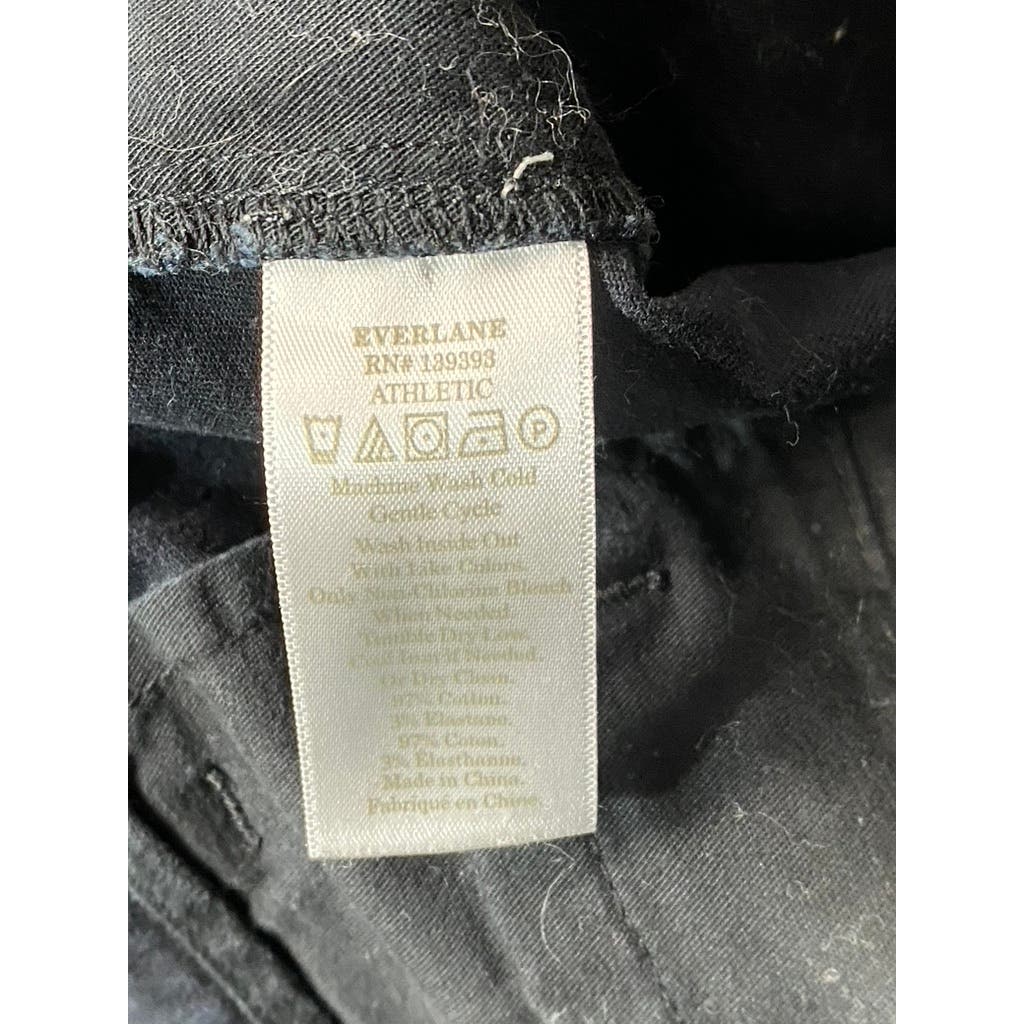 EVERLANE
RN# 139393
ATHLETIC
P
Machine Wash Cold
Gentle Cycle
Wash Inside Out
With Like Colors.
Only Non-Chlorine Bleach
When Needed
Tumble Dry Low.
Cool Iron if Needed.
Or Dry Clean.
97% Cotton.
3% Elastane.
97% Coton.
3% Elasthanne.
Made in China.
Fabriqué en Chine.